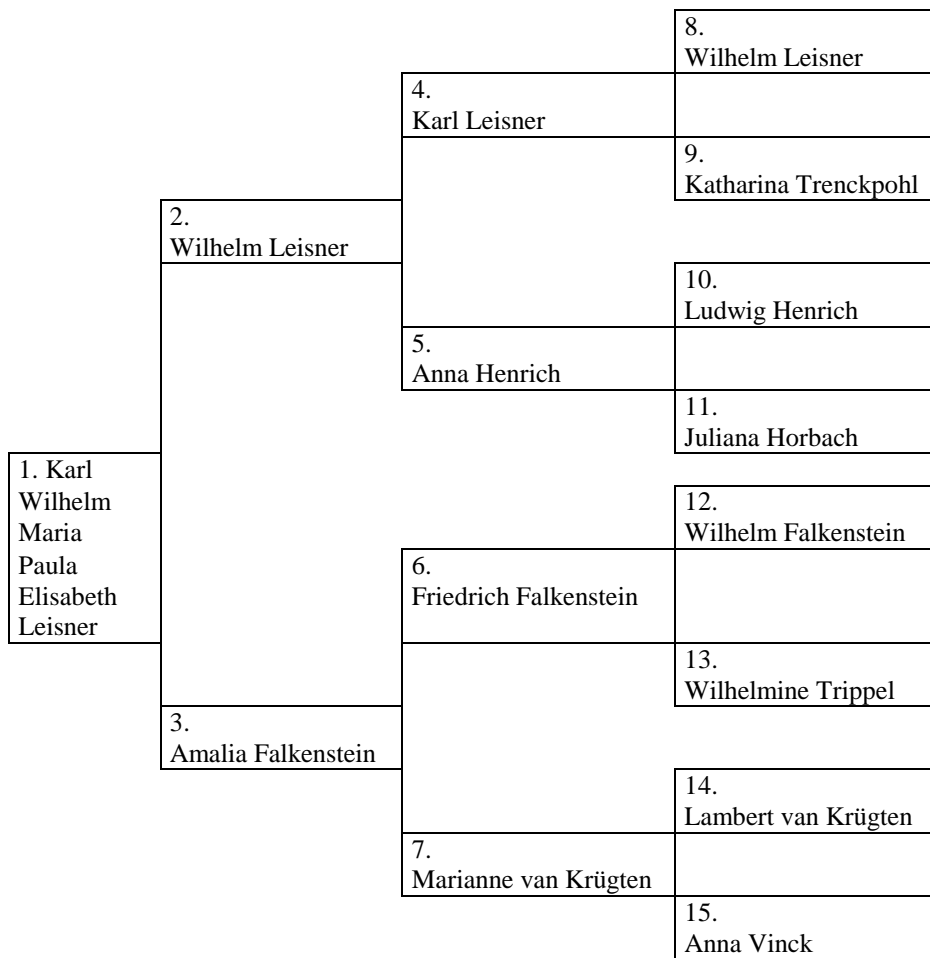 8.
Wilhelm Leisner
4.
Karl Leisner
9.
Katharina Trenckpohl
2.
Wilhelm Leisner
10.
Ludwig Henrich
5.
Anna Henrich
11.
Juliana Horbach
1. Karl
Wilhelm
Maria
Paula
Elisabeth
Leisner
12.
Wilhelm Falkenstein
6.
Friedrich Falkenstein
13.
Wilhelmine Trippel
3.
Amalia Falkenstein
14.
Lambert van Krügten
7.
Marianne van Krügten
15.
Anna Vinck